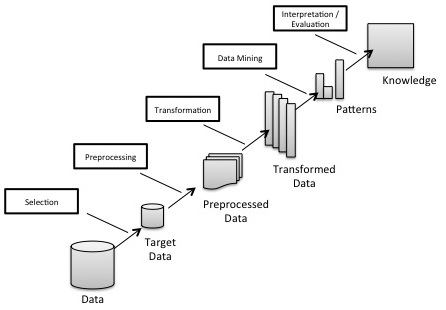 Interpretation /
Evaluation
Data Mining
Knowledge
Transformation
Patterns
Preprocessing
Transformed
Data
Selection
Preprocessed
Data
Target
Data
Data